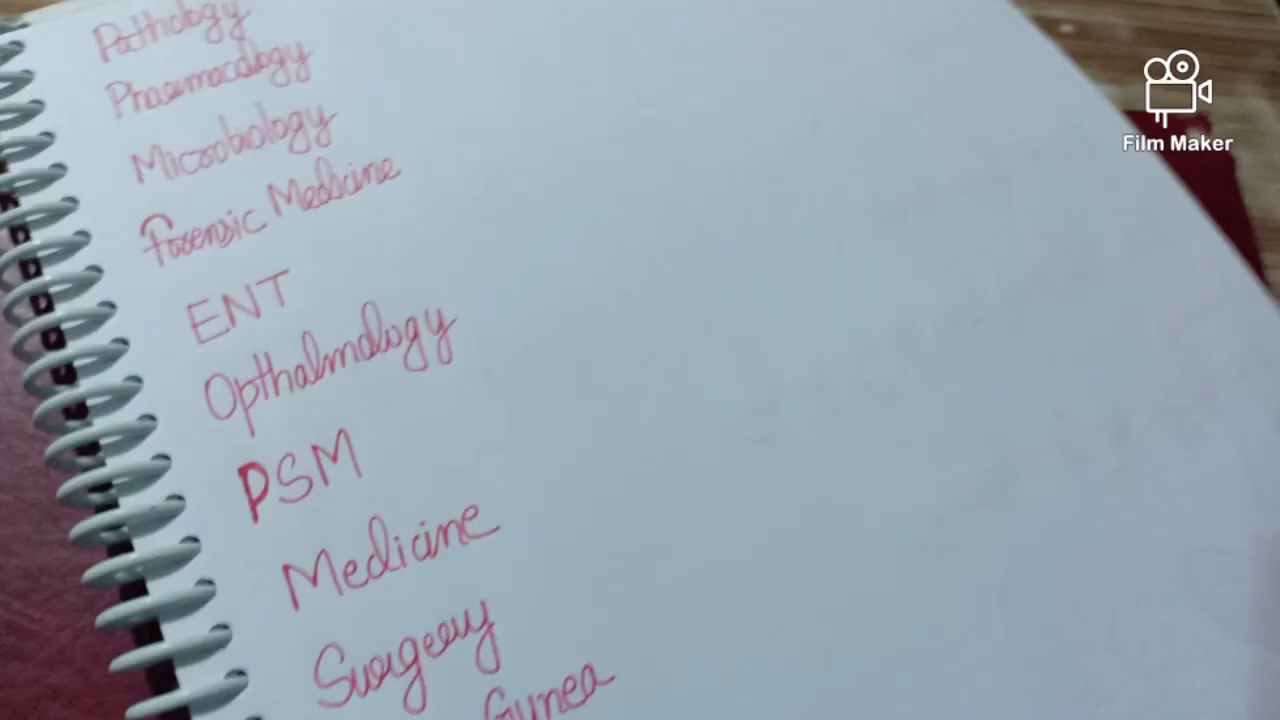 Pathology
Pharmacology
Microbiology
Forensic Medicine
ENT
Opthalmology
PSM
Medicine
Surgery
Gynea
Film Maker